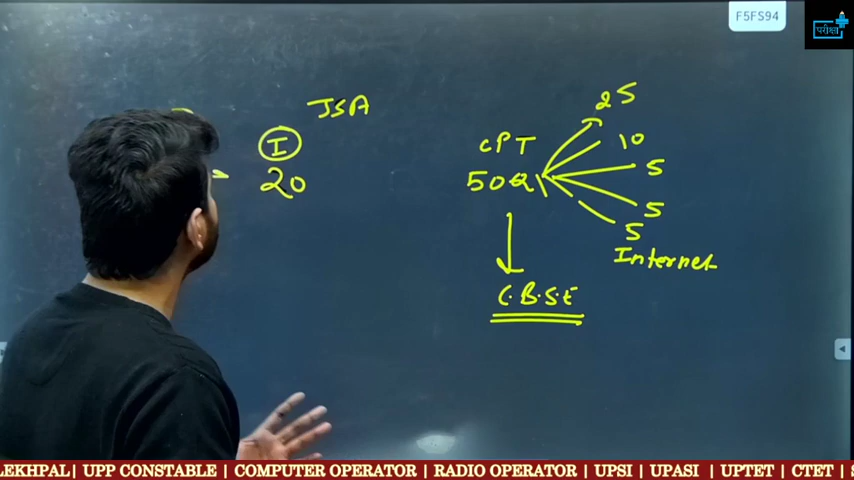 F5FS94
परीक्षा
JSA
I
20
CPT
50Q
25
10
5
5
5
Internet
C.B.S.E
LEKHPAL| UPP CONSTABLE | COMPUTER OPERATOR | RADIO OPERATOR | UPSI | UPASI | UPTET | CTET | S